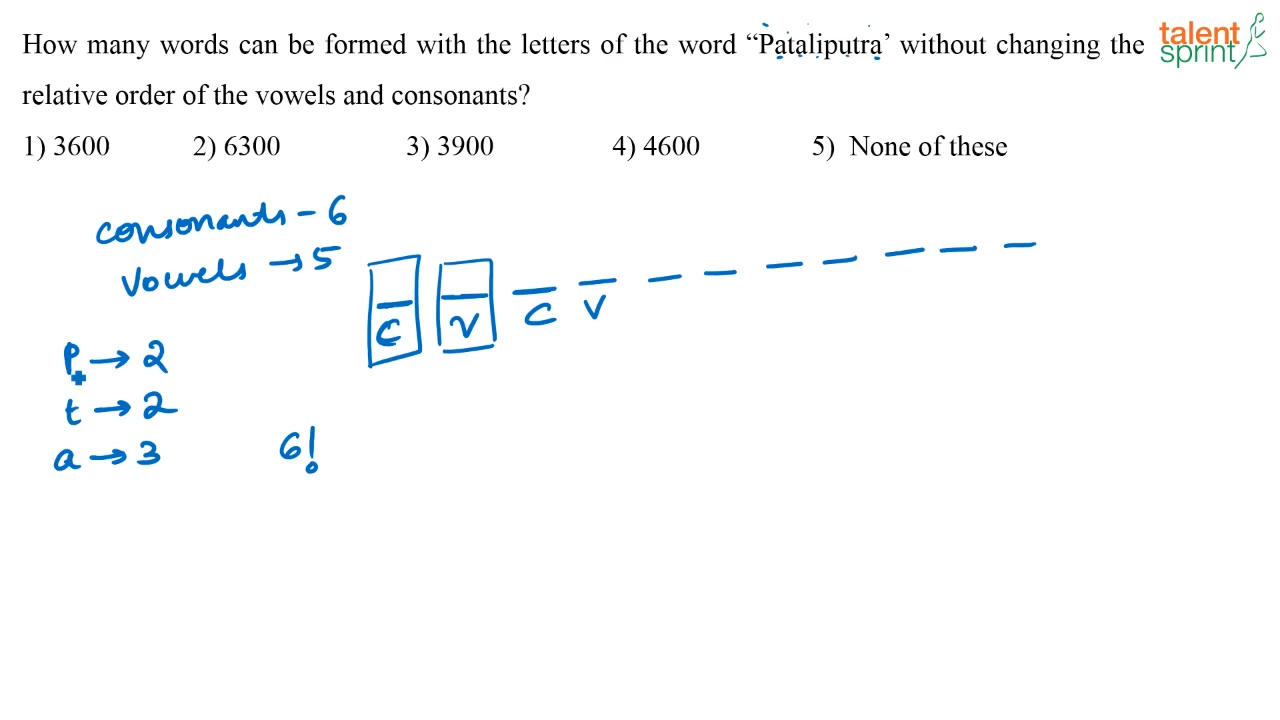 How many words can be formed with the letters of the word “Pataliputra’ without changing the
talent
sprint
relative order of the vowels and consonants?
1) 3600 2) 6300 3) 3900 4) 4600 5) None of these
consonants - 6
Vowels → 5
C V C V
P → 2
t → 2
a → 3
6!